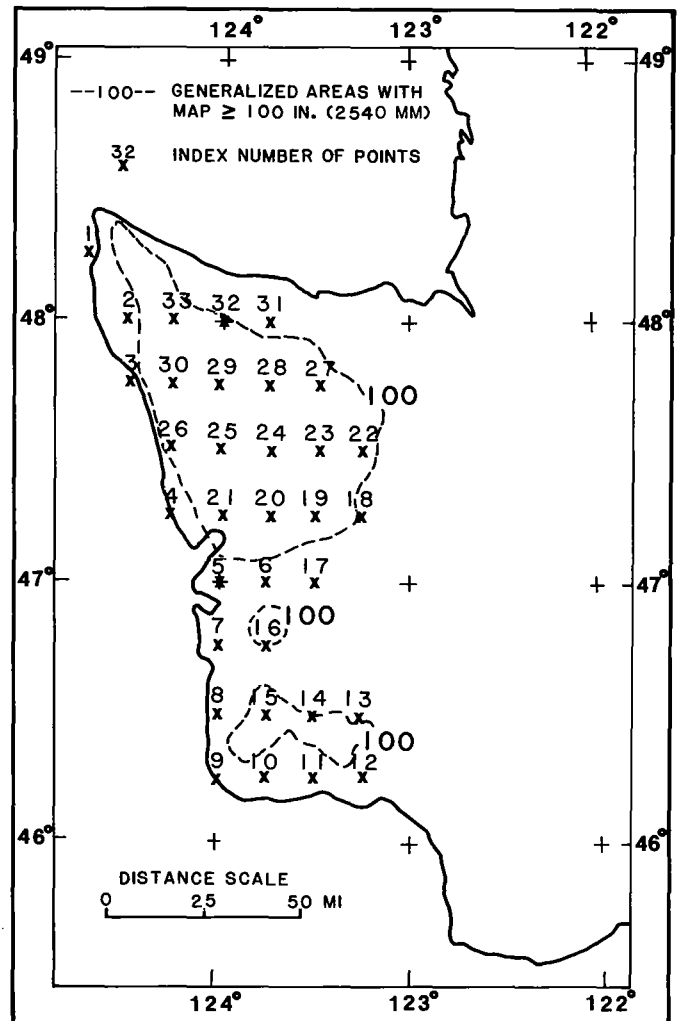 124° 123° 122°
49° 49°
--100-- GENERALIZED AREAS WITH
MAP ≥ 100 IN. (2540 MM)
32 INDEX NUMBER OF POINTS
x
1
x
48° 2 33 32 31 48°
x x x x
3 30 29 28 27
x x x x x
100
26 25 24 23 22
x x x x x
4 21 20 19 18
x x x x x
47° 5 6 17 47°
x x x
100
7 16
x x
8 15 14 13
x x x x
100
9 10 11 12
x x x x
46° 46°
DISTANCE SCALE
0 25 50 MI
124° 123° 122°